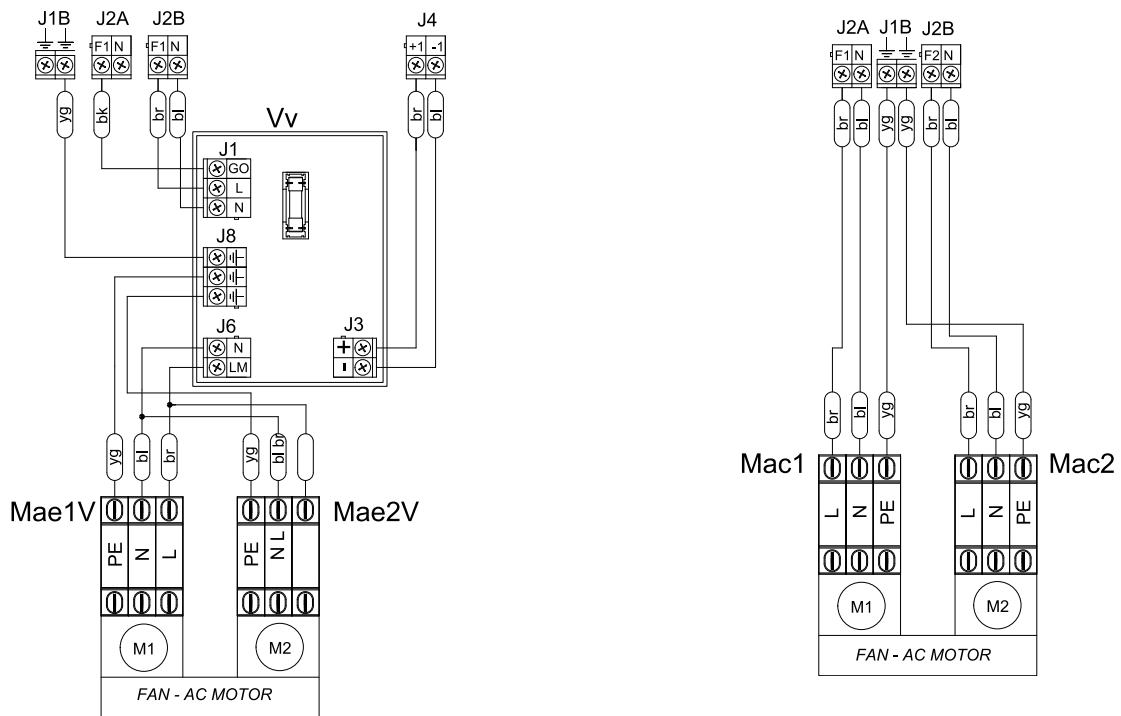 J1B J2A J2B J4
F1 N F1 N +1 -1
yg bk br bl br bl
Vv
J1
GO
L
N
J8
J6 J3
N +
LM -
yg bl br yg bl br
Mae1V Mae2V
PE N L PE N L
M1 M2
FAN - AC MOTOR
J2A J1B J2B
F1 N F2 N
br bl yg yg br bl
br bl yg br bl yg
Mac1 Mac2
L N PE L N PE
M1 M2
FAN - AC MOTOR